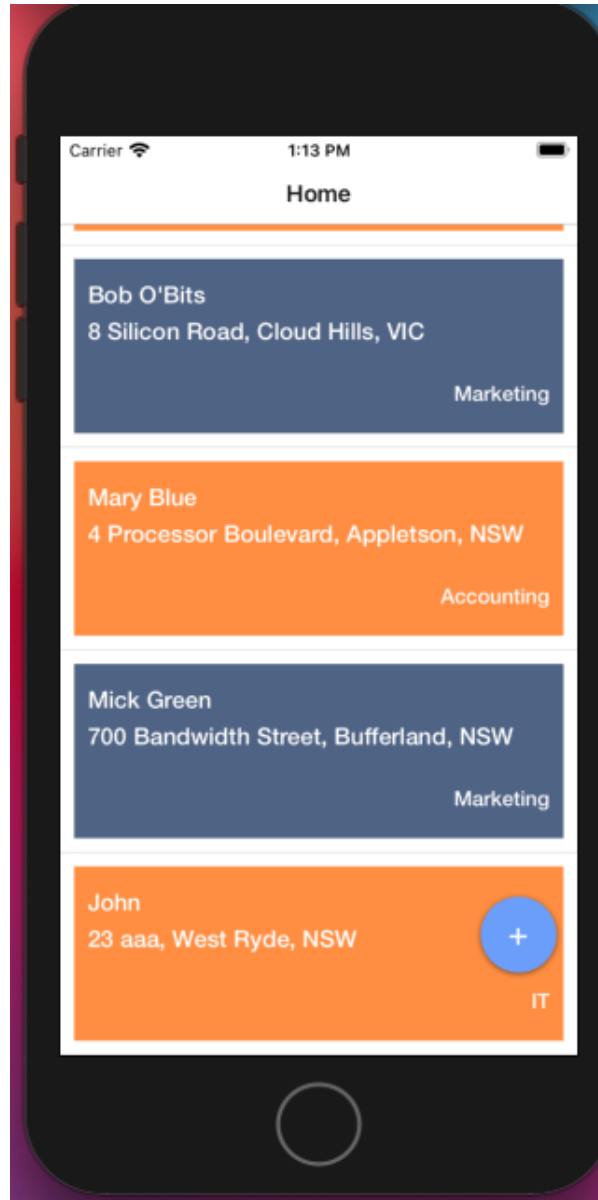 Carrier 1:13 PM
Home
Bob O'Bits
8 Silicon Road, Cloud Hills, VIC
Marketing
Mary Blue
4 Processor Boulevard, Appletson, NSW
Accounting
Mick Green
700 Bandwidth Street, Bufferland, NSW
Marketing
John
23 aaa, West Ryde, NSW
+
IT